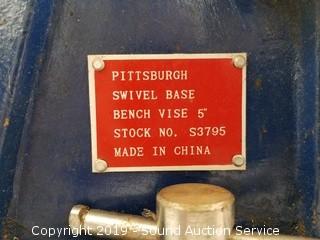 PITTSBURGH
SWIVEL BASE
BENCH VISE 5"
STOCK NO. S3795
MADE IN CHINA
Copyright 2019 - Sound Auction Service